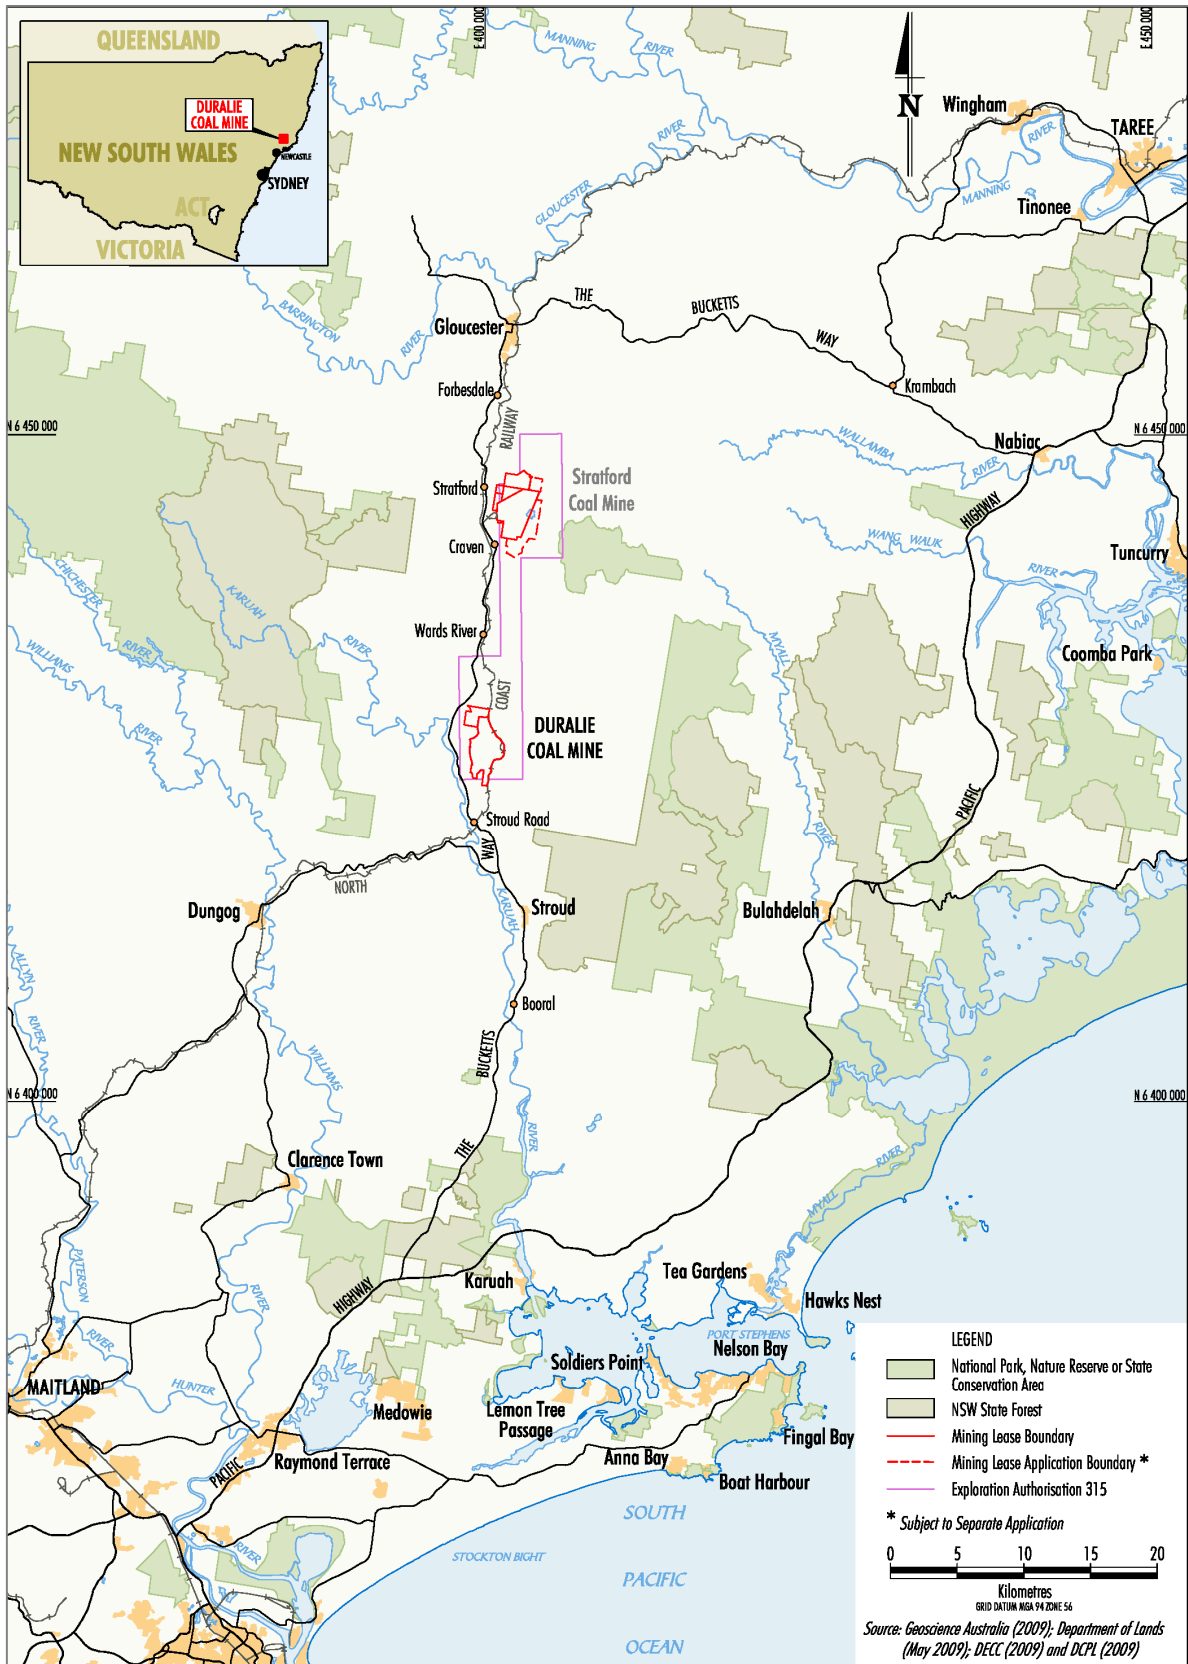 QUEENSLAND
DURALIE
COAL MINE
NEW SOUTH WALES
NEWCASTLE
SYDNEY
ACT
VICTORIA
E 400 000
E 450 000
MANNING
RIVER
N
Wingham
TAREE
RIVER
RIVER
MANNING
GLOUCESTER
Tinonee
BARRINGTON
RIVER
Gloucester
THE
BUCKETTS
WAY
Forbesdale
Krambach
RAILWAY
N 6 450 000
N 6 450 000
WALLAMBA
RIVER
Nabiac
Stratford
Stratford
Coal Mine
HIGHWAY
Craven
WANG WAUK
RIVER
Tuncurry
CHICHESTER
RIVER
KARUAH
RIVER
WILLIAMS
RIVER
Wards River
MYALL
Coomba Park
COAST
DURALIE
COAL MINE
PACIFIC
RIVER
Stroud Road
WAY
NORTH
Dungog
KARUAH
Stroud
Bulahdelah
ALLYN
RIVER
Booral
BUCKETTS
WILLIAMS
N 6 400 000
N 6 400 000
RIVER
THE
Clarence Town
RIVER
MYALL
PATERSON
RIVER
RIVER
HIGHWAY
Karuah
Tea Gardens
Hawks Nest
PORT STEPHENS
Nelson Bay
Soldiers Point
MAITLAND
HUNTER
Medowie
Lemon Tree
Passage
Fingal Bay
Anna Bay
Boat Harbour
PACIFIC
Raymond Terrace
RIVER
STOCKTON BIGHT
SOUTH
PACIFIC
OCEAN
LEGEND
National Park, Nature Reserve or State
Conservation Area
NSW State Forest
Mining Lease Boundary
Mining Lease Application Boundary *
Exploration Authorisation 315
* Subject to Separate Application
0 5 10 15 20
Kilometres
GRID DATUM MGA 94 ZONE 56
Source: Geoscience Australia (2009); Department of Lands
(May 2009); DECC (2009) and DCPL (2009)